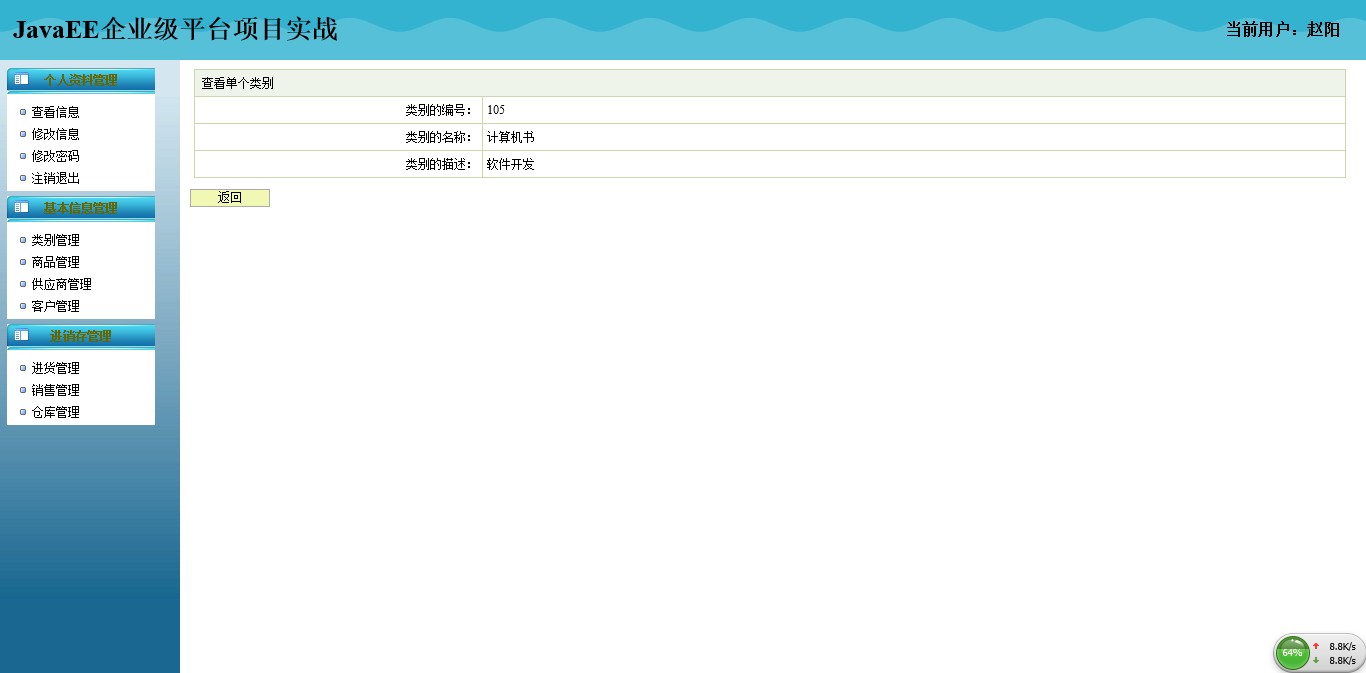 JavaEE企业级平台项目实战
当前用户：赵阳
个人资料管理
查看信息
修改信息
修改密码
注销退出
基本信息管理
类别管理
商品管理
供应商管理
客户管理
进销存管理
进货管理
销售管理
仓库管理
查看单个类别
类别的编号： 105
类别的名称： 计算机书
类别的描述： 软件开发
返回
64%
8.8K/s
8.8K/s